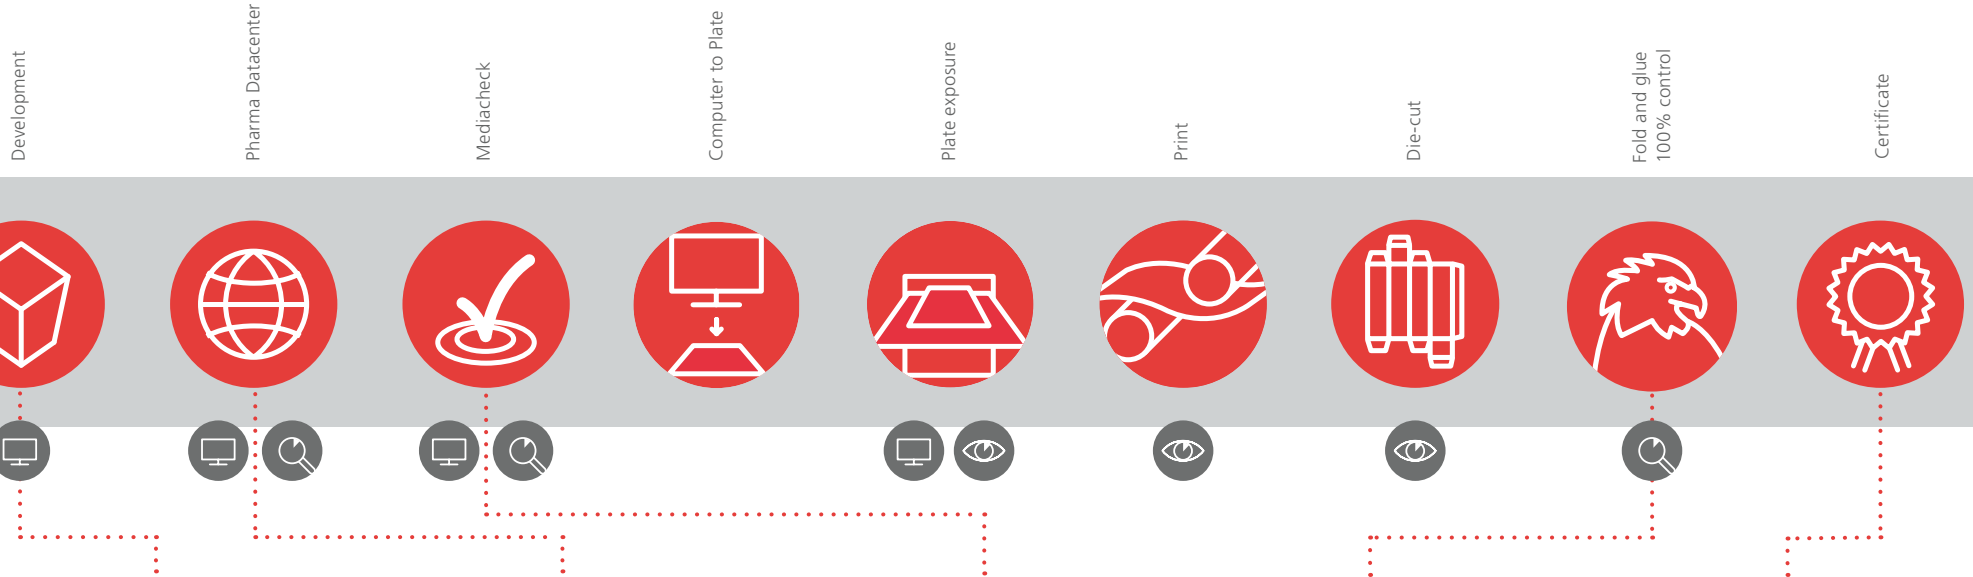 Development
Pharma Datacenter
Mediacheck
Computer to Plate
Plate exposure
Print
Die-cut
Fold and glue
100% control
Certificate